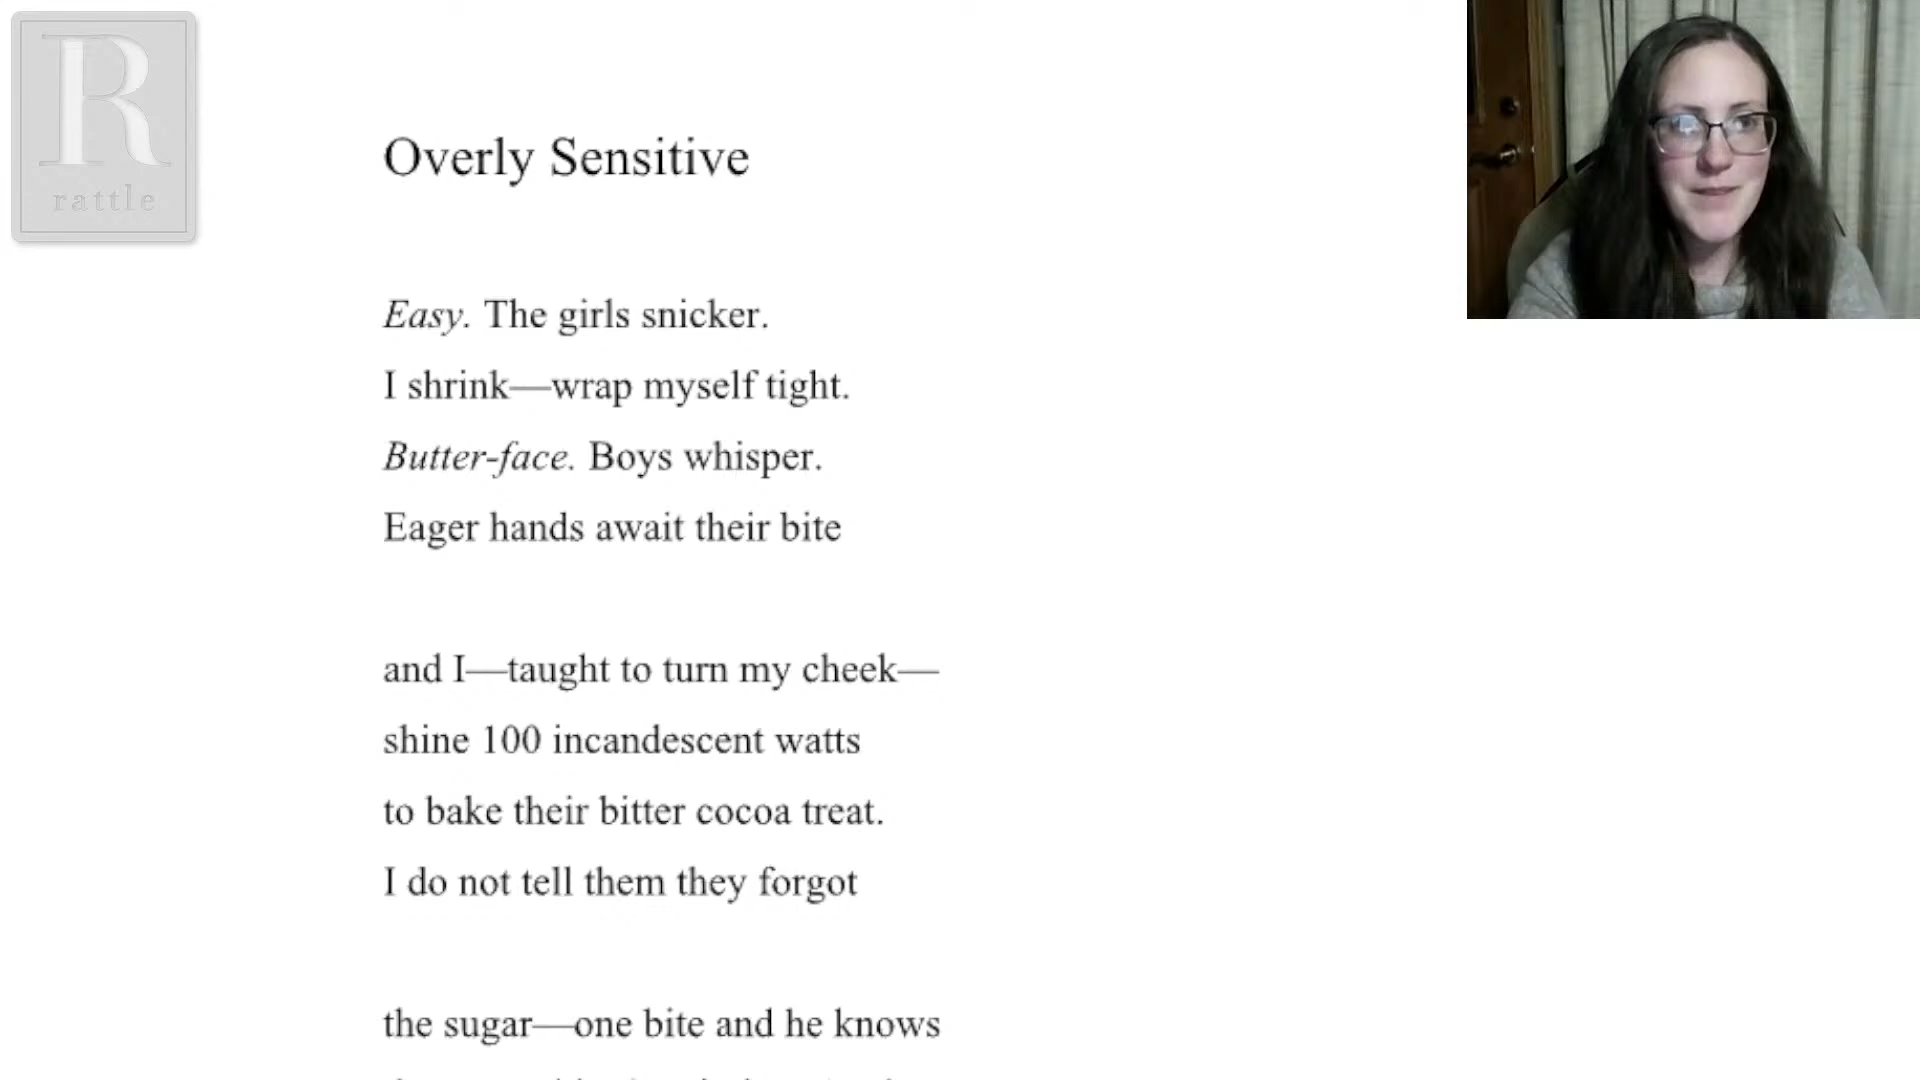 R
rattle
Overly Sensitive
Easy. The girls snicker.
I shrink—wrap myself tight.
Butter-face. Boys whisper.
Eager hands await their bite
and I—taught to turn my cheek—
shine 100 incandescent watts
to bake their bitter cocoa treat.
I do not tell them they forgot
the sugar—one bite and he knows